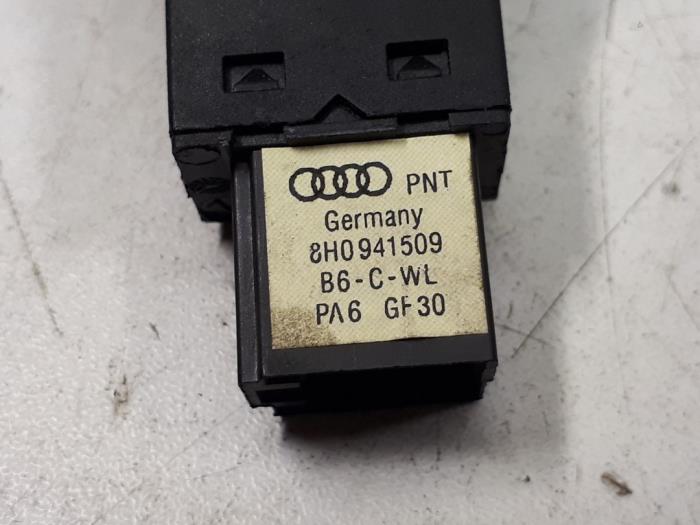 PNT
Germany
8H0941509
B6-C-WL
PA6 GF30